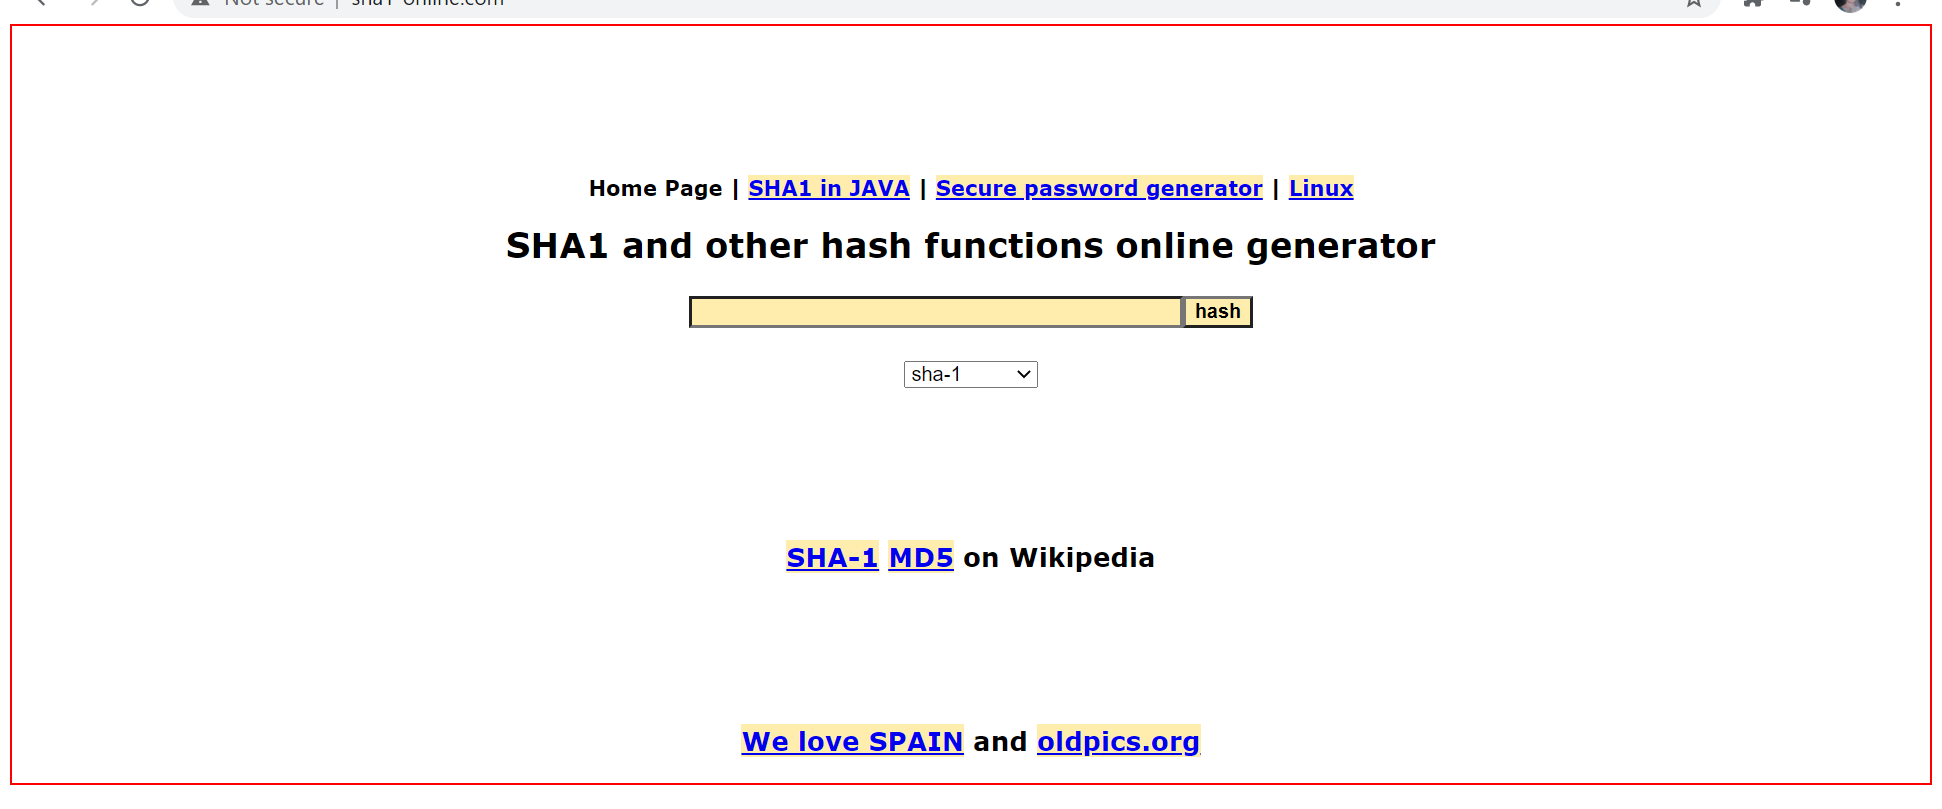 Not secure | sha1-online.com
Home Page | SHA1 in JAVA | Secure password generator | Linux
SHA1 and other hash functions online generator
hash
sha-1
SHA-1 MD5 on Wikipedia
We love SPAIN and oldpics.org